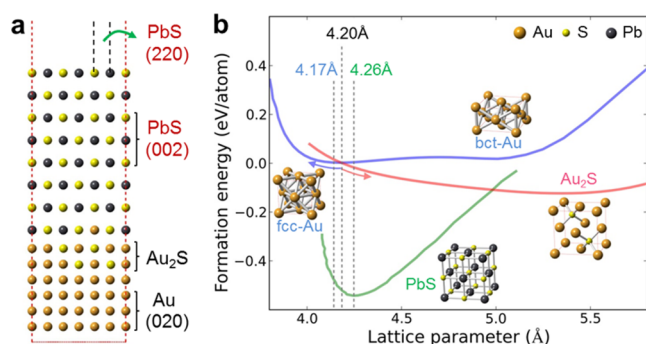 a
PbS
(220)
PbS
(002)
Au₂S
Au
(020)
b
4.20Å
4.17Å
4.26Å
Au
S
Pb
Formation energy (eV/atom)
0.4
0.2
0.0
-0.2
-0.4
bct-Au
fcc-Au
Au₂S
PbS
4.0
4.5
5.0
5.5
Lattice parameter (Å)